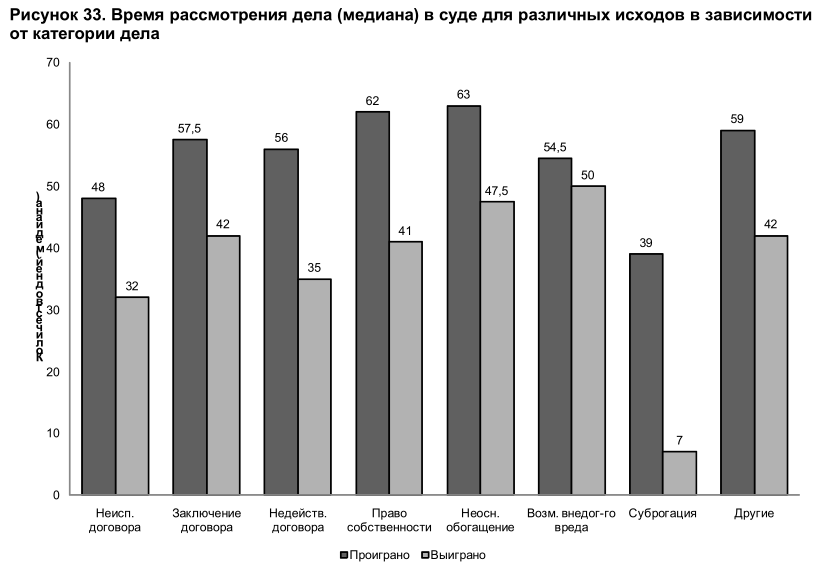 Рисунок 33. Время рассмотрения дела (медиана) в суде для различных исходов в зависимости
от категории дела
Количество дней (медиана)
70
60
50
40
30
20
10
0
48
32
57,5
42
56
35
62
41
63
47,5
54,5
50
39
7
59
42
Неисп.
договора
Заключение
договора
Недейств.
договора
Право
собственности
Неосн.
обогащение
Возм. внедог-го
вреда
Суброгация
Другие
Проиграно
Выиграно